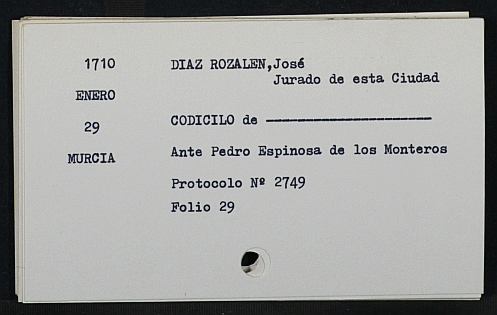 1710
ENERO
29
MURCIA
DIAZ ROZALEN,José
Jurado de esta Ciudad
CODICILO de ---------------------
Ante Pedro Espinosa de los Monteros
Protocolo Nº 2749
Folio 29